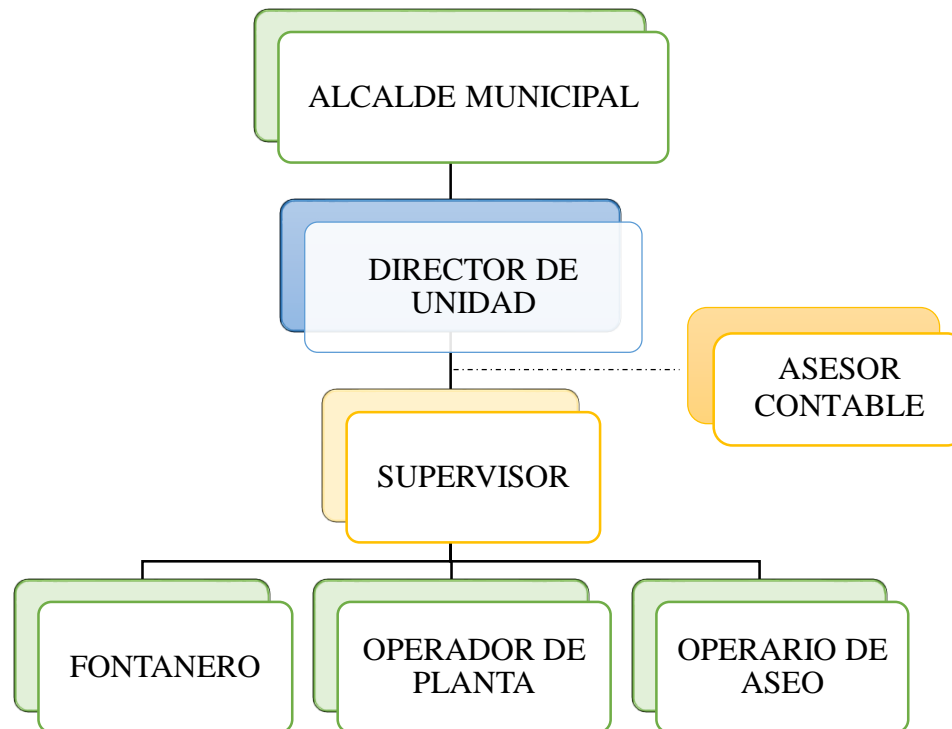 ALCALDE MUNICIPAL
DIRECTOR DE
UNIDAD
ASESOR
CONTABLE
SUPERVISOR
FONTANERO
OPERADOR DE
PLANTA
OPERARIO DE
ASEO